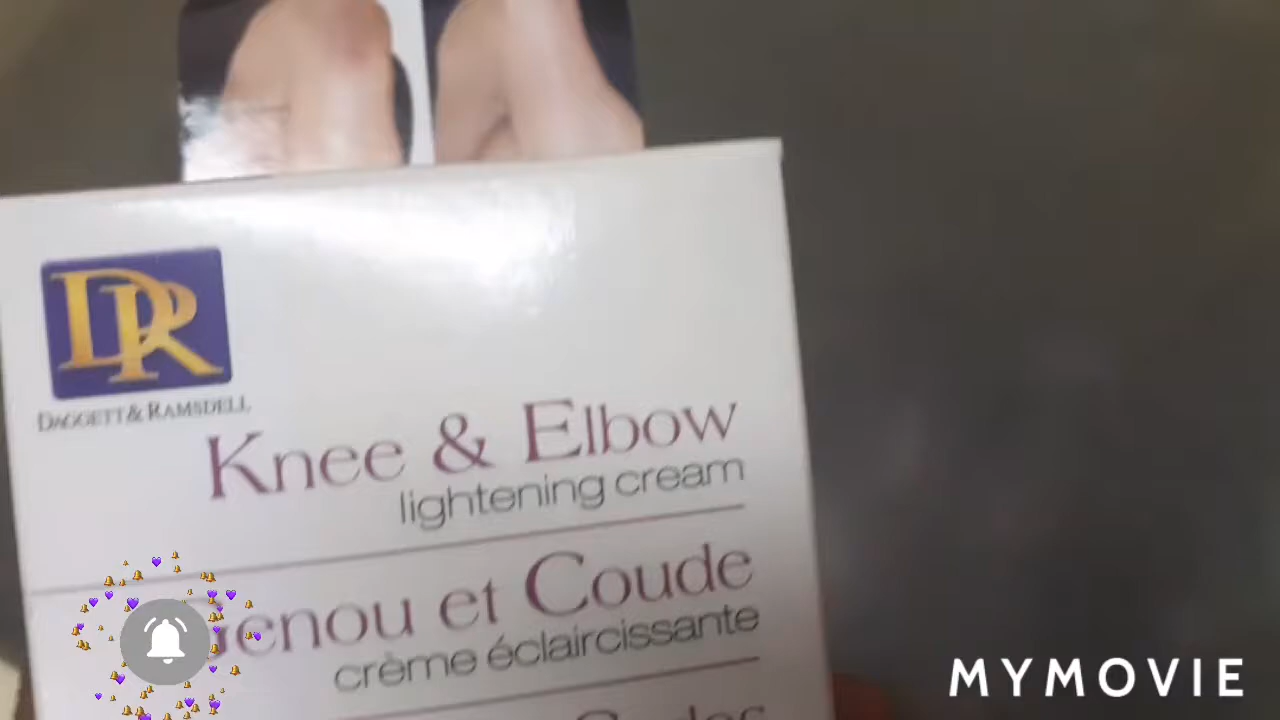 DR
DAGGETT & RAMSDELL
Knee & Elbow
lightening cream
Genou et Coude
crème éclaircissante
MYMOVIE